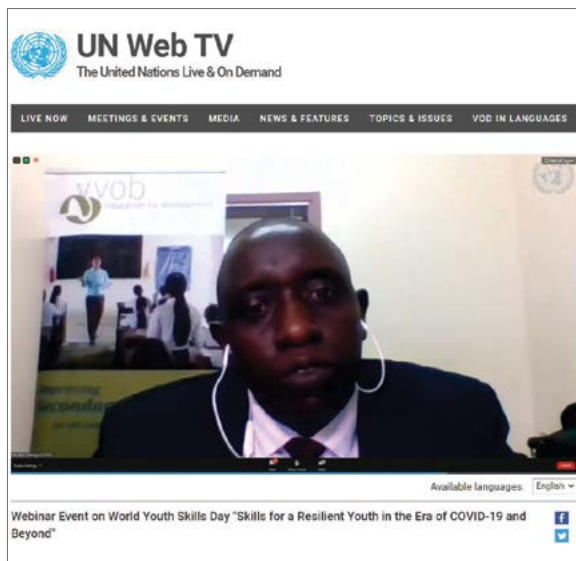 UN Web TV
The United Nations Live & On Demand
LIVE NOW MEETINGS & EVENTS MEDIA NEWS & FEATURES TOPICS & ISSUES VOD IN LANGUAGES
vvob
education for development
Improving
Available languages: English
Webinar Event on World Youth Skills Day "Skills for a Resilient Youth in the Era of COVID-19 and
Beyond"